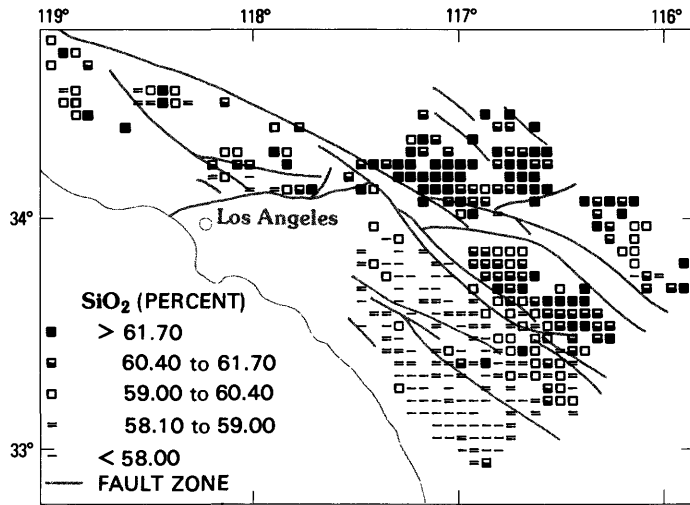 119° 118° 117° 116°
34°
Los Angeles
SiO₂ (PERCENT)
> 61.70
60.40 to 61.70
59.00 to 60.40
58.10 to 59.00
33°
< 58.00
FAULT ZONE